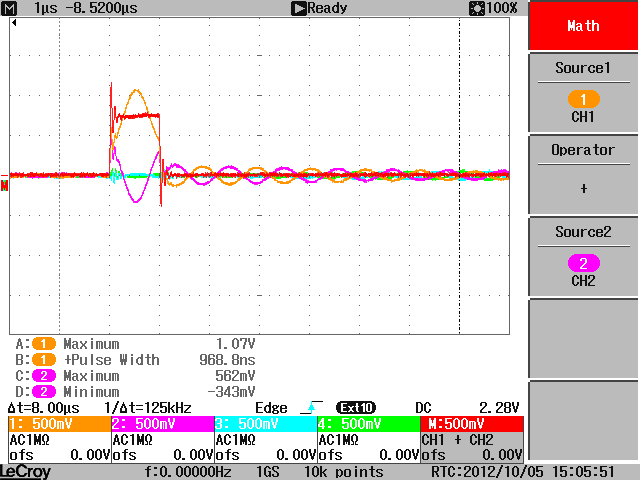 M 1µs -8.5200µs Ready 100%
Math
Source1
1
CH1
Operator
+
Source2
2
CH2
M
A: 1 Maximum 1.07V
B: 1 +Pulse Width 968.8ns
C: 2 Maximum 562mV
D: 2 Minimum -343mV
Δt=8.00µs 1/Δt=125kHz Edge Ext10 DC 2.28V
1: 500mV 2: 500mV 3: 500mV 4: 500mV M:500mV
AC1MΩ AC1MΩ AC1MΩ AC1MΩ CH1 + CH2
ofs 0.00V ofs 0.00V ofs 0.00V ofs 0.00V ofs 0.00V
LeCroy f:0.00000Hz 1GS 10k points RTC:2012/10/05 15:05:51